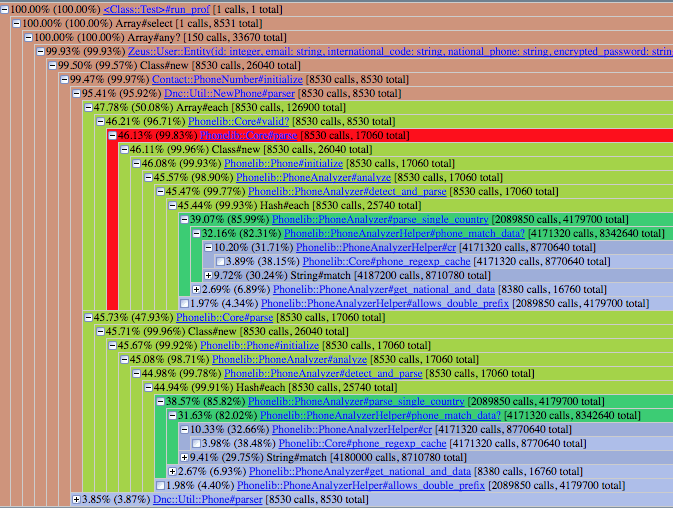 100.00% (100.00%) <Class::Test>#run_prof [1 calls, 1 total]
100.00% (100.00%) Array#select [1 calls, 8531 total]
100.00% (100.00%) Array#any? [150 calls, 33670 total]
99.93% (99.93%) Zeus::User::Entity(id: integer, email: string, international_code: string, national_phone: string, encrypted_password: string,
99.50% (99.57%) Class#new [8530 calls, 26040 total]
99.47% (99.97%) Contact::PhoneNumber#initialize [8530 calls, 8530 total]
95.41% (95.92%) Dnc::Util::NewPhone#parser [8530 calls, 8530 total]
47.78% (50.08%) Array#each [8530 calls, 126900 total]
46.21% (96.71%) Phonelib::Core#valid? [8530 calls, 8530 total]
46.13% (99.83%) Phonelib::Core#parse [8530 calls, 17060 total]
46.11% (99.96%) Class#new [8530 calls, 26040 total]
46.08% (99.93%) Phonelib::Phone#initialize [8530 calls, 17060 total]
45.57% (98.90%) Phonelib::PhoneAnalyzer#analyze [8530 calls, 17060 total]
45.47% (99.77%) Phonelib::PhoneAnalyzer#detect_and_parse [8530 calls, 17060 total]
45.44% (99.93%) Hash#each [8530 calls, 25740 total]
39.07% (85.99%) Phonelib::PhoneAnalyzer#parse_single_country [2089850 calls, 4179700 total]
32.16% (82.31%) Phonelib::PhoneAnalyzerHelper#phone_match_data? [4171320 calls, 8342640 total]
10.20% (31.71%) Phonelib::PhoneAnalyzerHelper#cr [4171320 calls, 8770640 total]
3.89% (38.15%) Phonelib::Core#phone_regexp_cache [4171320 calls, 8770640 total]
9.72% (30.24%) String#match [4187200 calls, 8710780 total]
2.69% (6.89%) Phonelib::PhoneAnalyzer#get_national_and_data [8380 calls, 16760 total]
1.97% (4.34%) Phonelib::PhoneAnalyzerHelper#allows_double_prefix [2089850 calls, 4179700 total]
45.73% (47.93%) Phonelib::Core#parse [8530 calls, 17060 total]
45.71% (99.96%) Class#new [8530 calls, 26040 total]
45.67% (99.92%) Phonelib::Phone#initialize [8530 calls, 17060 total]
45.08% (98.71%) Phonelib::PhoneAnalyzer#analyze [8530 calls, 17060 total]
44.98% (99.78%) Phonelib::PhoneAnalyzer#detect_and_parse [8530 calls, 17060 total]
44.94% (99.91%) Hash#each [8530 calls, 25740 total]
38.57% (85.82%) Phonelib::PhoneAnalyzer#parse_single_country [2089850 calls, 4179700 total]
31.63% (82.02%) Phonelib::PhoneAnalyzerHelper#phone_match_data? [4171320 calls, 8342640 total]
10.33% (32.66%) Phonelib::PhoneAnalyzerHelper#cr [4171320 calls, 8770640 total]
3.98% (38.48%) Phonelib::Core#phone_regexp_cache [4171320 calls, 8770640 total]
9.41% (29.75%) String#match [4180000 calls, 8710780 total]
2.67% (6.93%) Phonelib::PhoneAnalyzer#get_national_and_data [8380 calls, 16760 total]
1.98% (4.40%) Phonelib::PhoneAnalyzerHelper#allows_double_prefix [2089850 calls, 4179700 total]
3.85% (3.87%) Dnc::Util::Phone#parser [8530 calls, 8530 total]